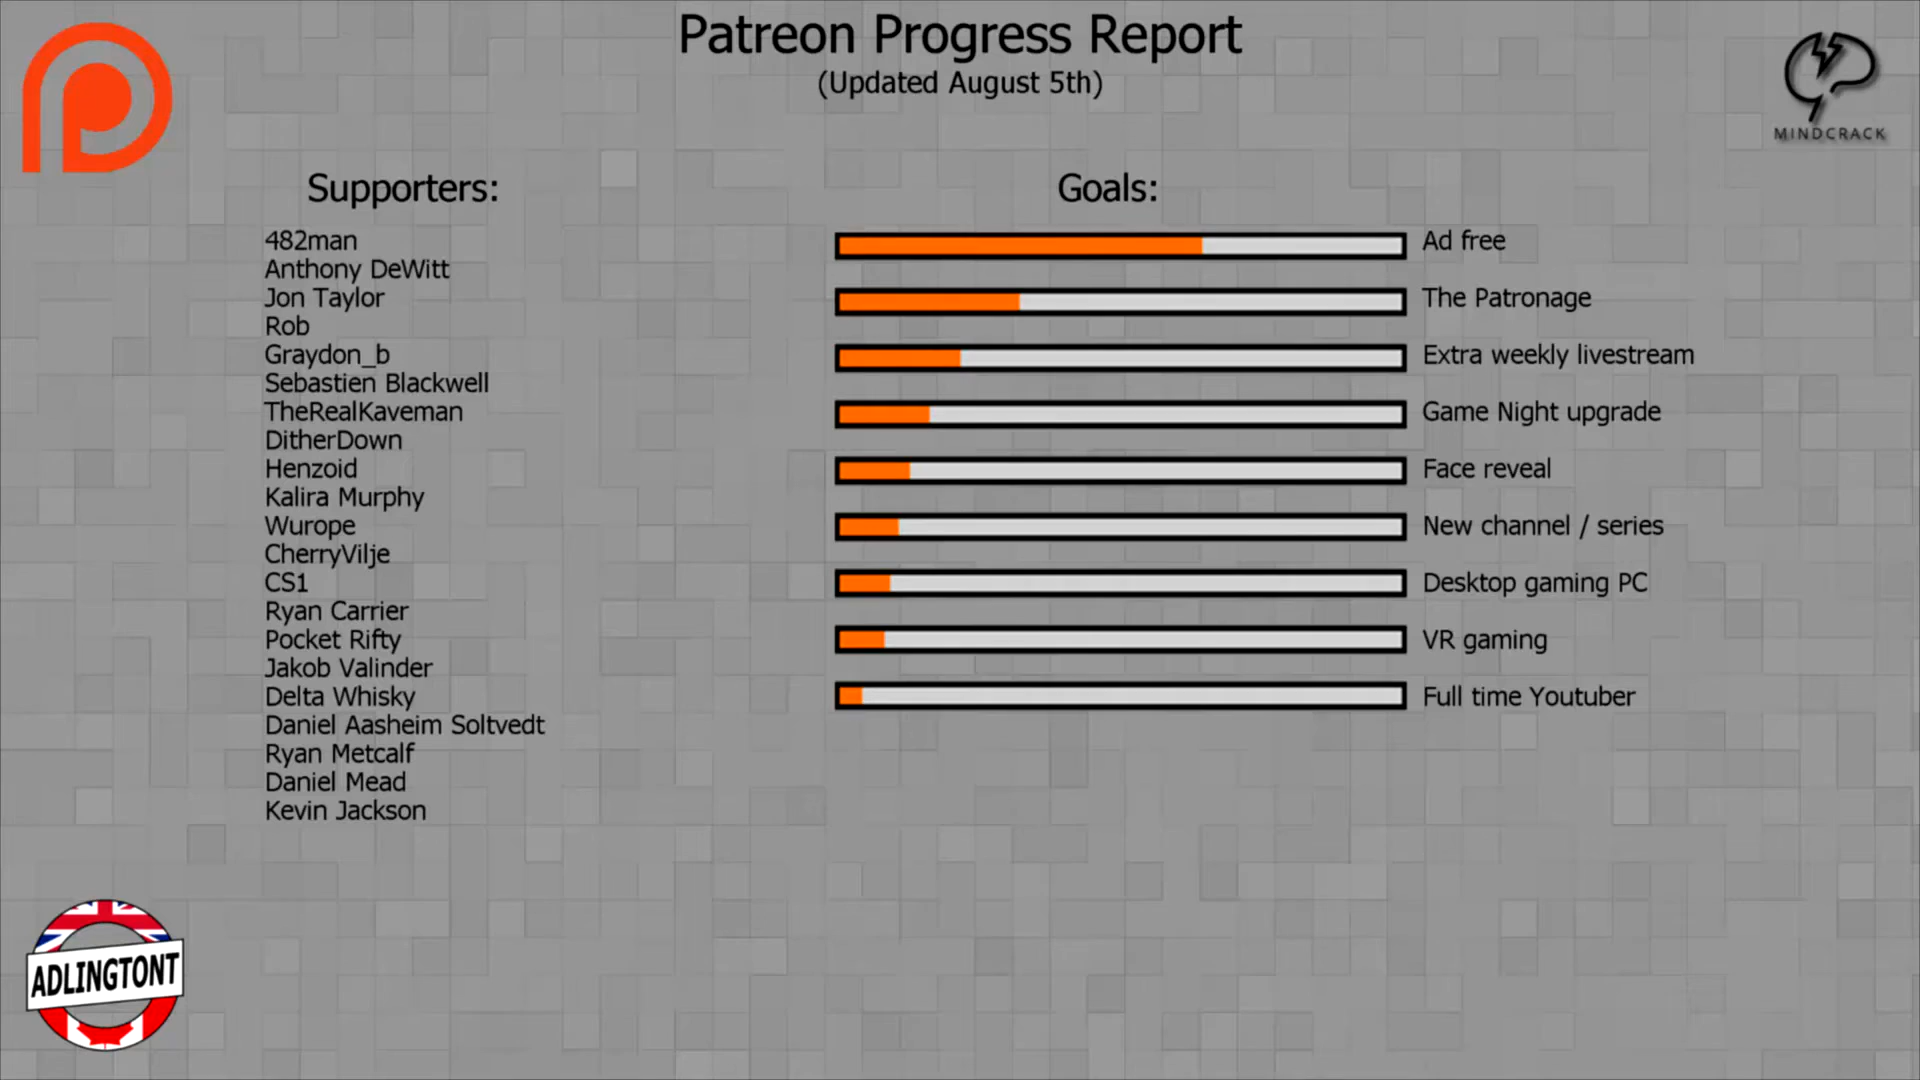 Patreon Progress Report
(Updated August 5th)
MINDCRACK
Supporters:
482man
Anthony DeWitt
Jon Taylor
Rob
Graydon_b
Sebastien Blackwell
TheRealKaveman
DitherDown
Henzoid
Kalira Murphy
Wurope
CherryVilje
CS1
Ryan Carrier
Pocket Rifty
Jakob Valinder
Delta Whisky
Daniel Aasheim Soltvedt
Ryan Metcalf
Daniel Mead
Kevin Jackson
Goals:
Ad free
The Patronage
Extra weekly livestream
Game Night upgrade
Face reveal
New channel / series
Desktop gaming PC
VR gaming
Full time Youtuber
ADLINGTONT